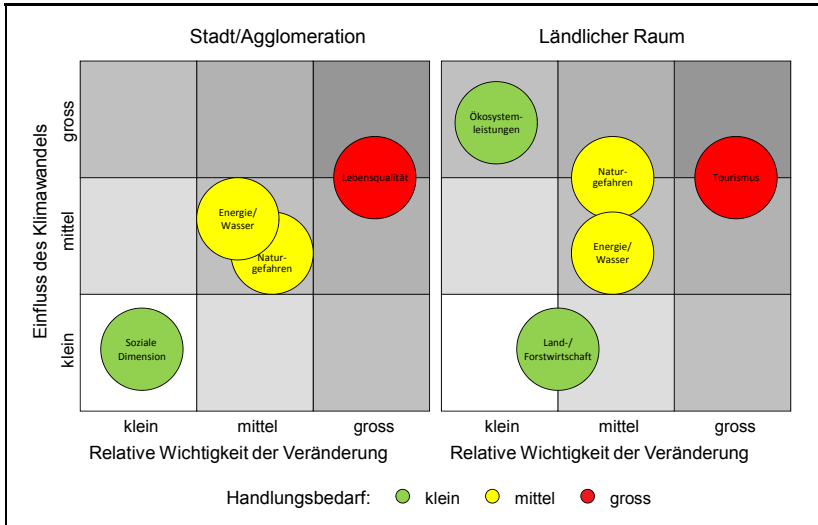 Stadt/Agglomeration
Ländlicher Raum
Einfluss des Klimawandels
gross
mittel
klein
Lebensqualität
Energie/
Wasser
Natur-
gefahren
Soziale
Dimension
Ökosystem-
leistungen
Natur-
gefahren
Tourismus
Energie/
Wasser
Land-/
Forstwirtschaft
klein mittel gross
klein mittel gross
Relative Wichtigkeit der Veränderung
Relative Wichtigkeit der Veränderung
Handlungsbedarf: klein mittel gross